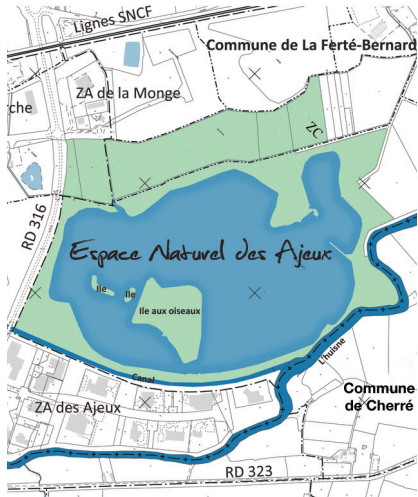 Lignes SNCF
Commune de La Ferté-Bernard
ZA de la Monge
rche
ZC
RD 316
Espace Naturel des Ajeux
Ile
Ile
Ile aux oiseaux
L'huisne
Canal
Commune
de Cherré
ZA des Ajeux
RD 323